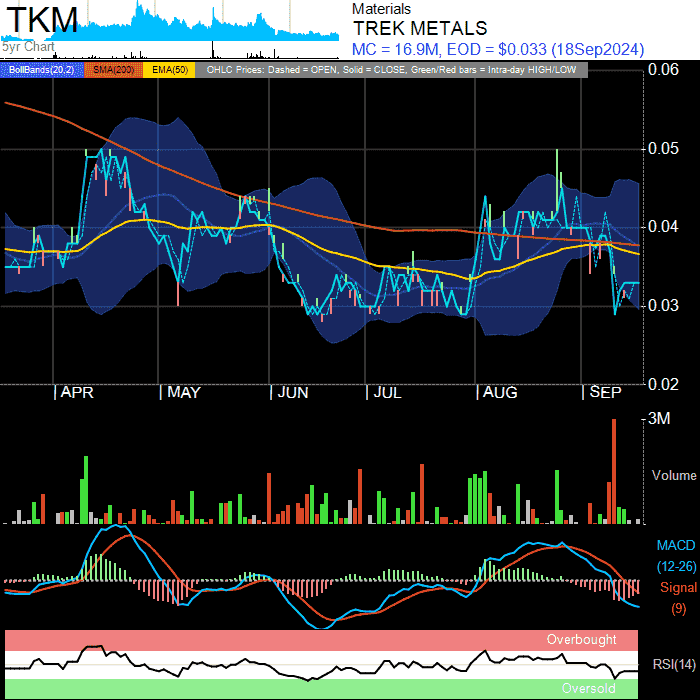 TKM
5yr Chart
Materials
TREK METALS
MC = 16.9M, EOD = $0.033 (18Sep2024)
BollBands(20,2) SMA(200) EMA(50) OHLC Prices: Dashed = OPEN, Solid = CLOSE, Green/Red bars = Intra-day HIGH/LOW
0.06
0.05
0.04
0.03
0.02
APR MAY JUN JUL AUG SEP
3M
Volume
MACD
(12-26)
Signal
(9)
Overbought
RSI(14)
Oversold